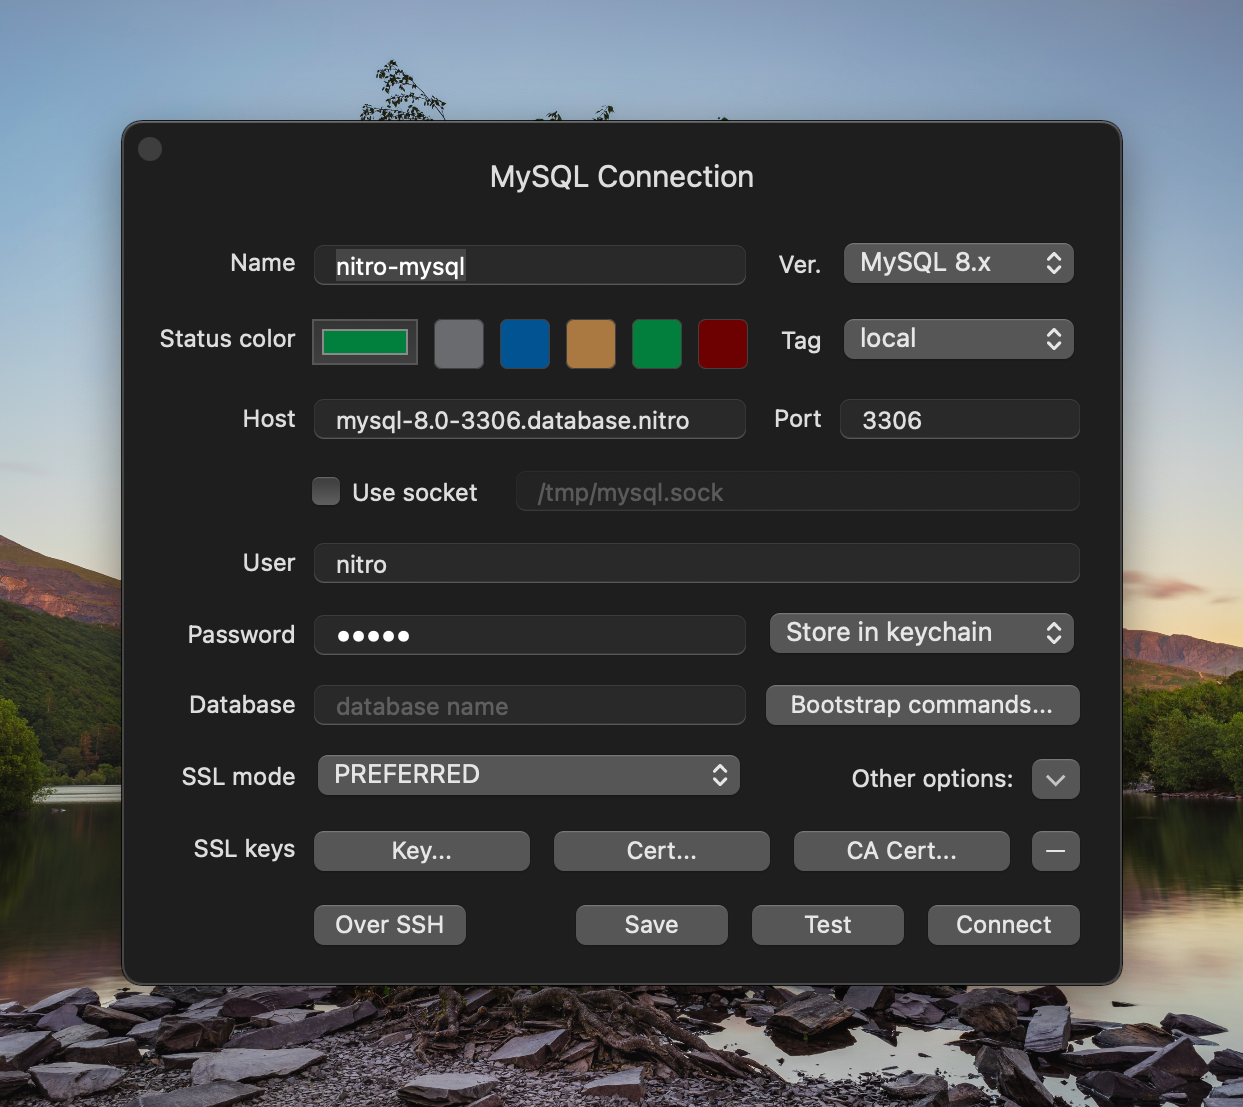 MySQL Connection
Name nitro-mysql Ver. MySQL 8.x
Status color Tag local
Host mysql-8.0-3306.database.nitro Port 3306
Use socket /tmp/mysql.sock
User nitro
Password ●●●●● Store in keychain
Database database name Bootstrap commands...
SSL mode PREFERRED Other options:
SSL keys Key... Cert... CA Cert...
Over SSH Save Test Connect